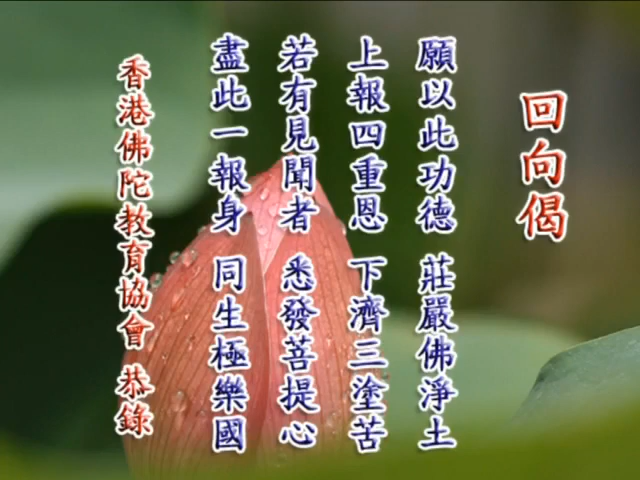 回向偈
願以此功德 莊嚴佛淨土
上報四重恩 下濟三塗苦
若有見聞者 悉發菩提心
盡此一報身 同生極樂國
香港佛陀教育協會 恭錄